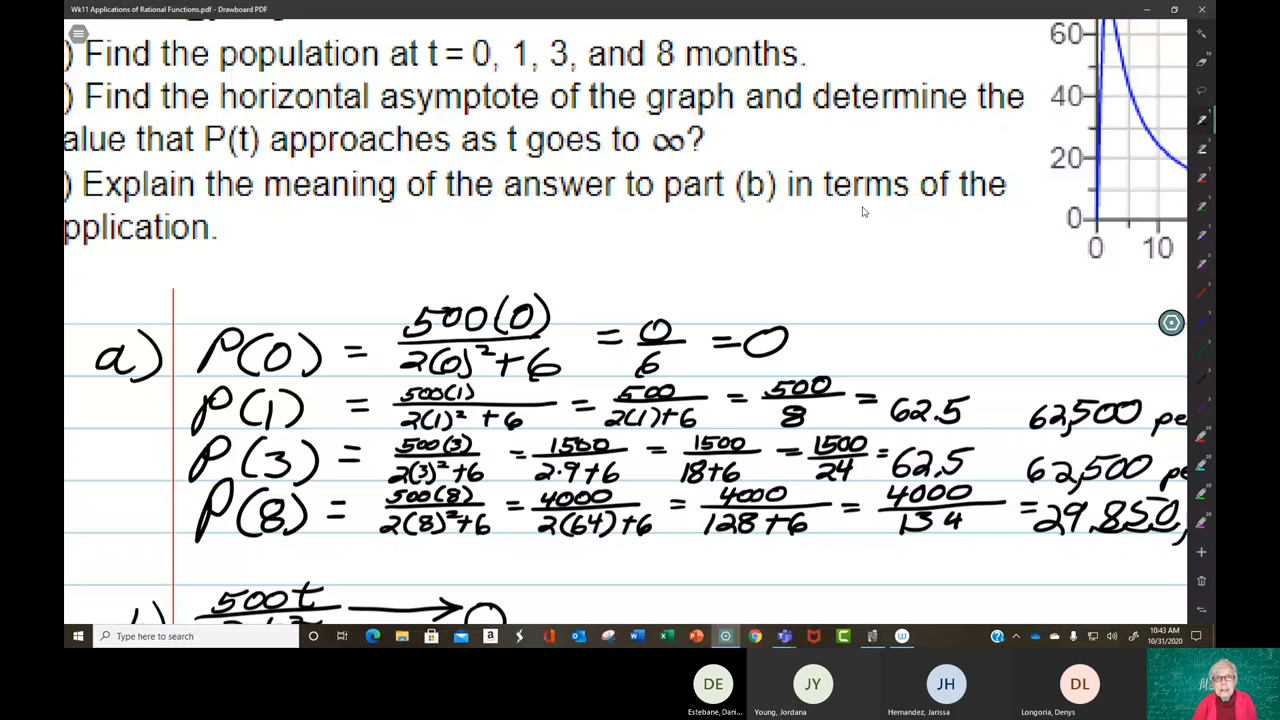 Wk11 Applications of Rational Functions.pdf - Drawboard PDF
) Find the population at t = 0, 1, 3, and 8 months.
) Find the horizontal asymptote of the graph and determine the
alue that P(t) approaches as t goes to ∞?
) Explain the meaning of the answer to part (b) in terms of the
pplication.
60
40
20
0
0 10
a) P(0) = 500(0)/2(0)²+6 = 0/6 = 0
P(1) = 500(1)/2(1)²+6 = 500/2(1)+6 = 500/8 = 62.5 62,500 pe
P(3) = 500(3)/2(3)²+6 = 1500/2·9+6 = 1500/18+6 = 1500/24 = 62.5 62,500 pe
P(8) = 500(8)/2(8)²+6 = 4000/2(64)+6 = 4000/128+6 = 4000/134 = 29.850,
500t → 0
Type here to search
10:43 AM
10/31/2020
DE JY JH DL
Estebane, Dani... Young, Jordana Hernandez, Jarissa Longoria, Denys